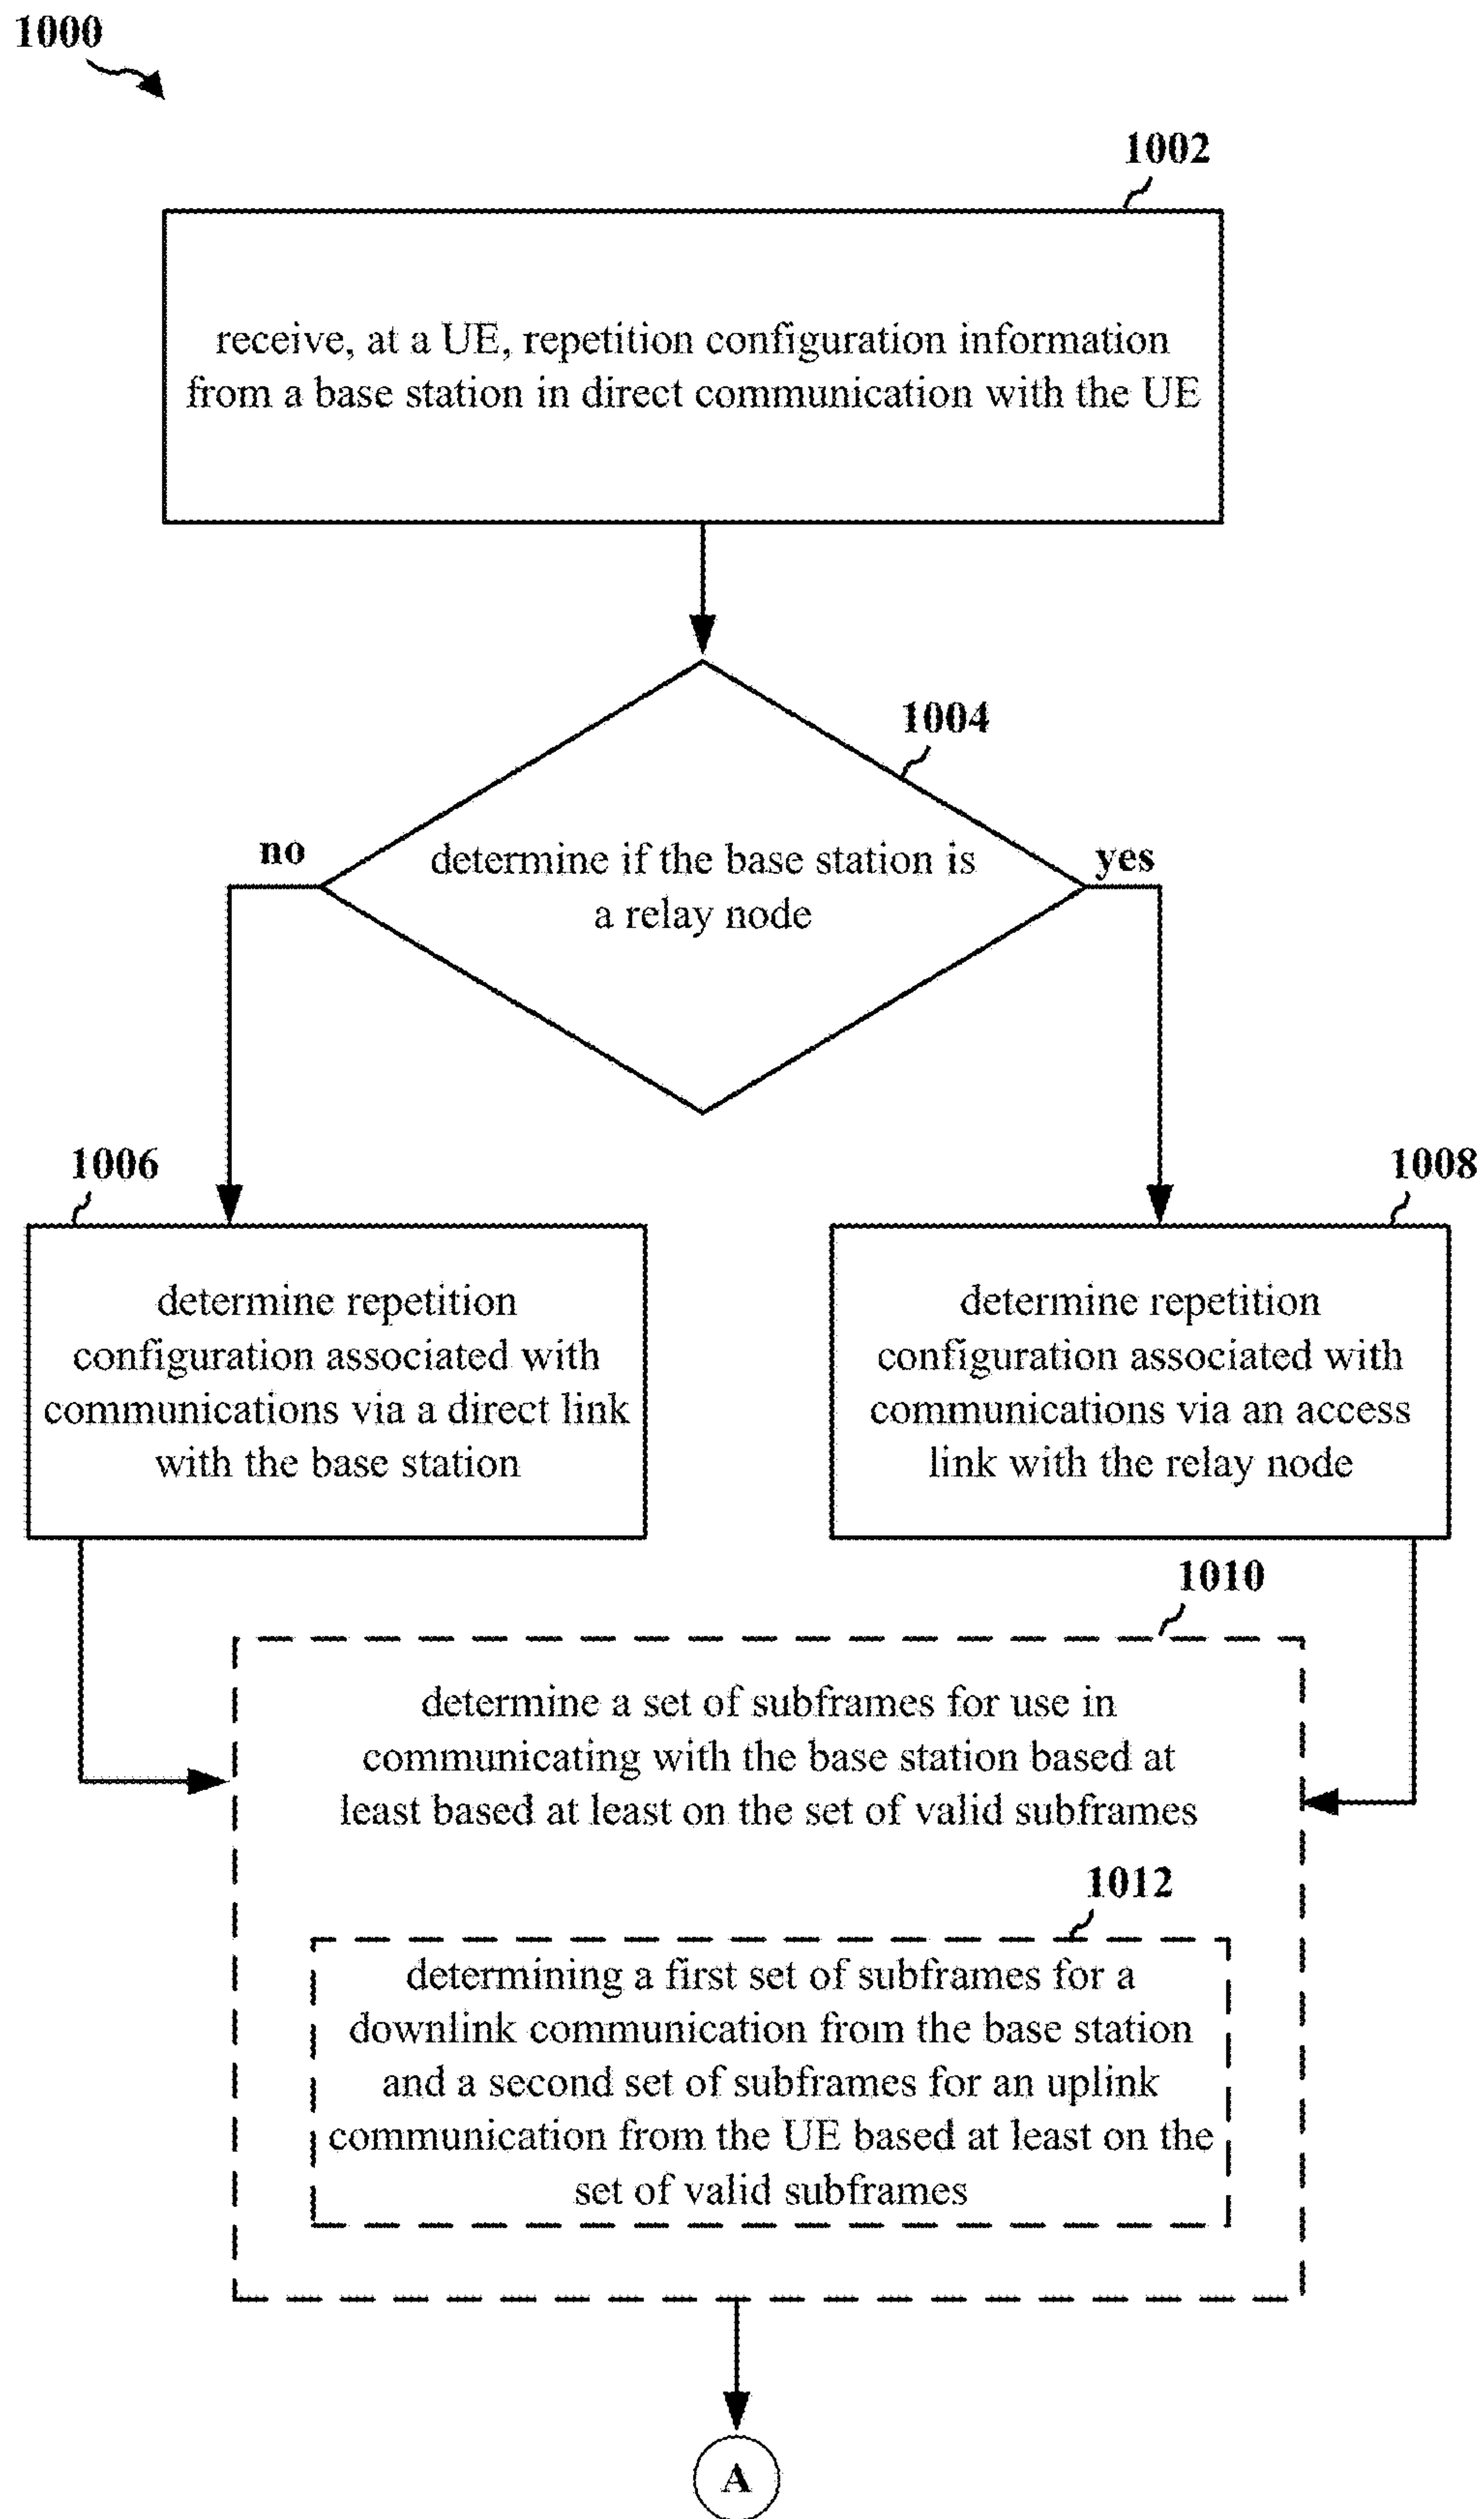 1000
1002
receive, at a UE, repetition configuration information
from a base station in direct communication with the UE
1004
no
determine if the base station is
a relay node
yes
1006
determine repetition
configuration associated with
communications via a direct link
with the base station
1008
determine repetition
configuration associated with
communications via an access
link with the relay node
1010
determine a set of subframes for use in
communicating with the base station based at
least based at least on the set of valid subframes
1012
determining a first set of subframes for a
downlink communication from the base station
and a second set of subframes for an uplink
communication from the UE based at least on the
set of valid subframes
A